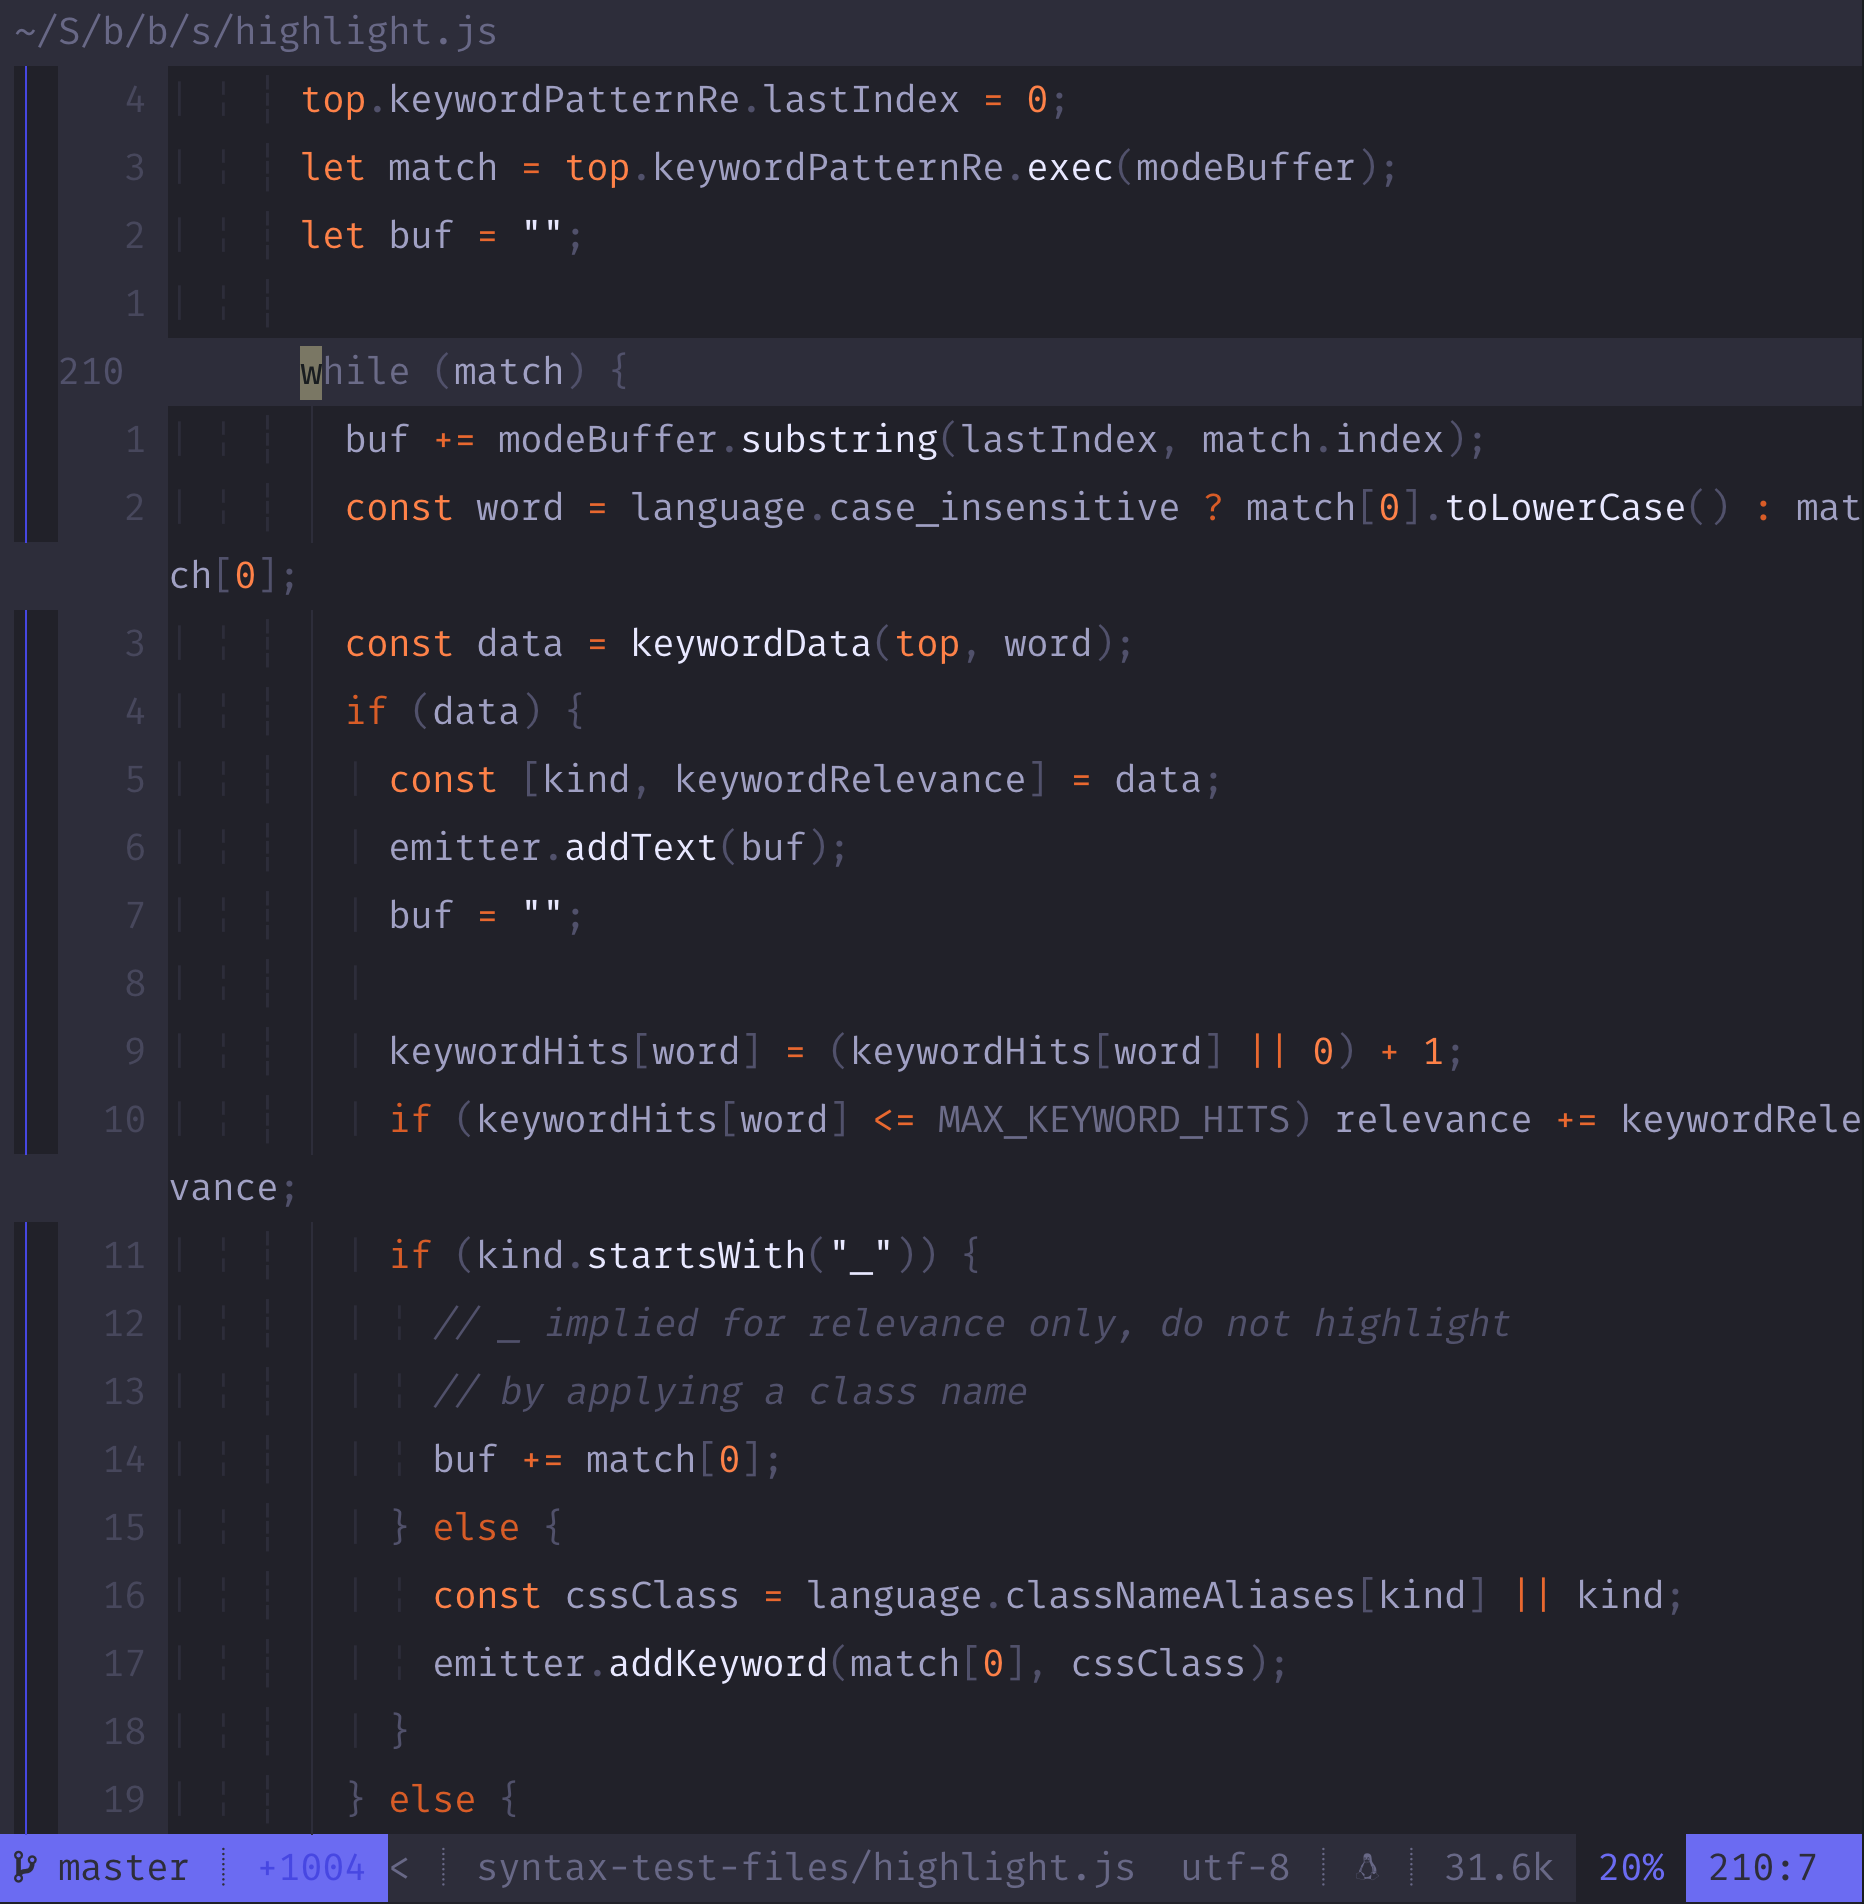 ~/S/b/b/s/highlight.js
4 top.keywordPatternRe.lastIndex = 0;
3 let match = top.keywordPatternRe.exec(modeBuffer);
2 let buf = "";
1
210 while (match) {
1 buf += modeBuffer.substring(lastIndex, match.index);
2 const word = language.case_insensitive ? match[0].toLowerCase() : mat
ch[0];
3 const data = keywordData(top, word);
4 if (data) {
5 const [kind, keywordRelevance] = data;
6 emitter.addText(buf);
7 buf = "";
8
9 keywordHits[word] = (keywordHits[word] || 0) + 1;
10 if (keywordHits[word] <= MAX_KEYWORD_HITS) relevance += keywordRele
vance;
11 if (kind.startsWith("_")) {
12 // _ implied for relevance only, do not highlight
13 // by applying a class name
14 buf += match[0];
15 } else {
16 const cssClass = language.classNameAliases[kind] || kind;
17 emitter.addKeyword(match[0], cssClass);
18 }
19 } else {
master +1004 < syntax-test-files/highlight.js utf-8 31.6k 20% 210:7